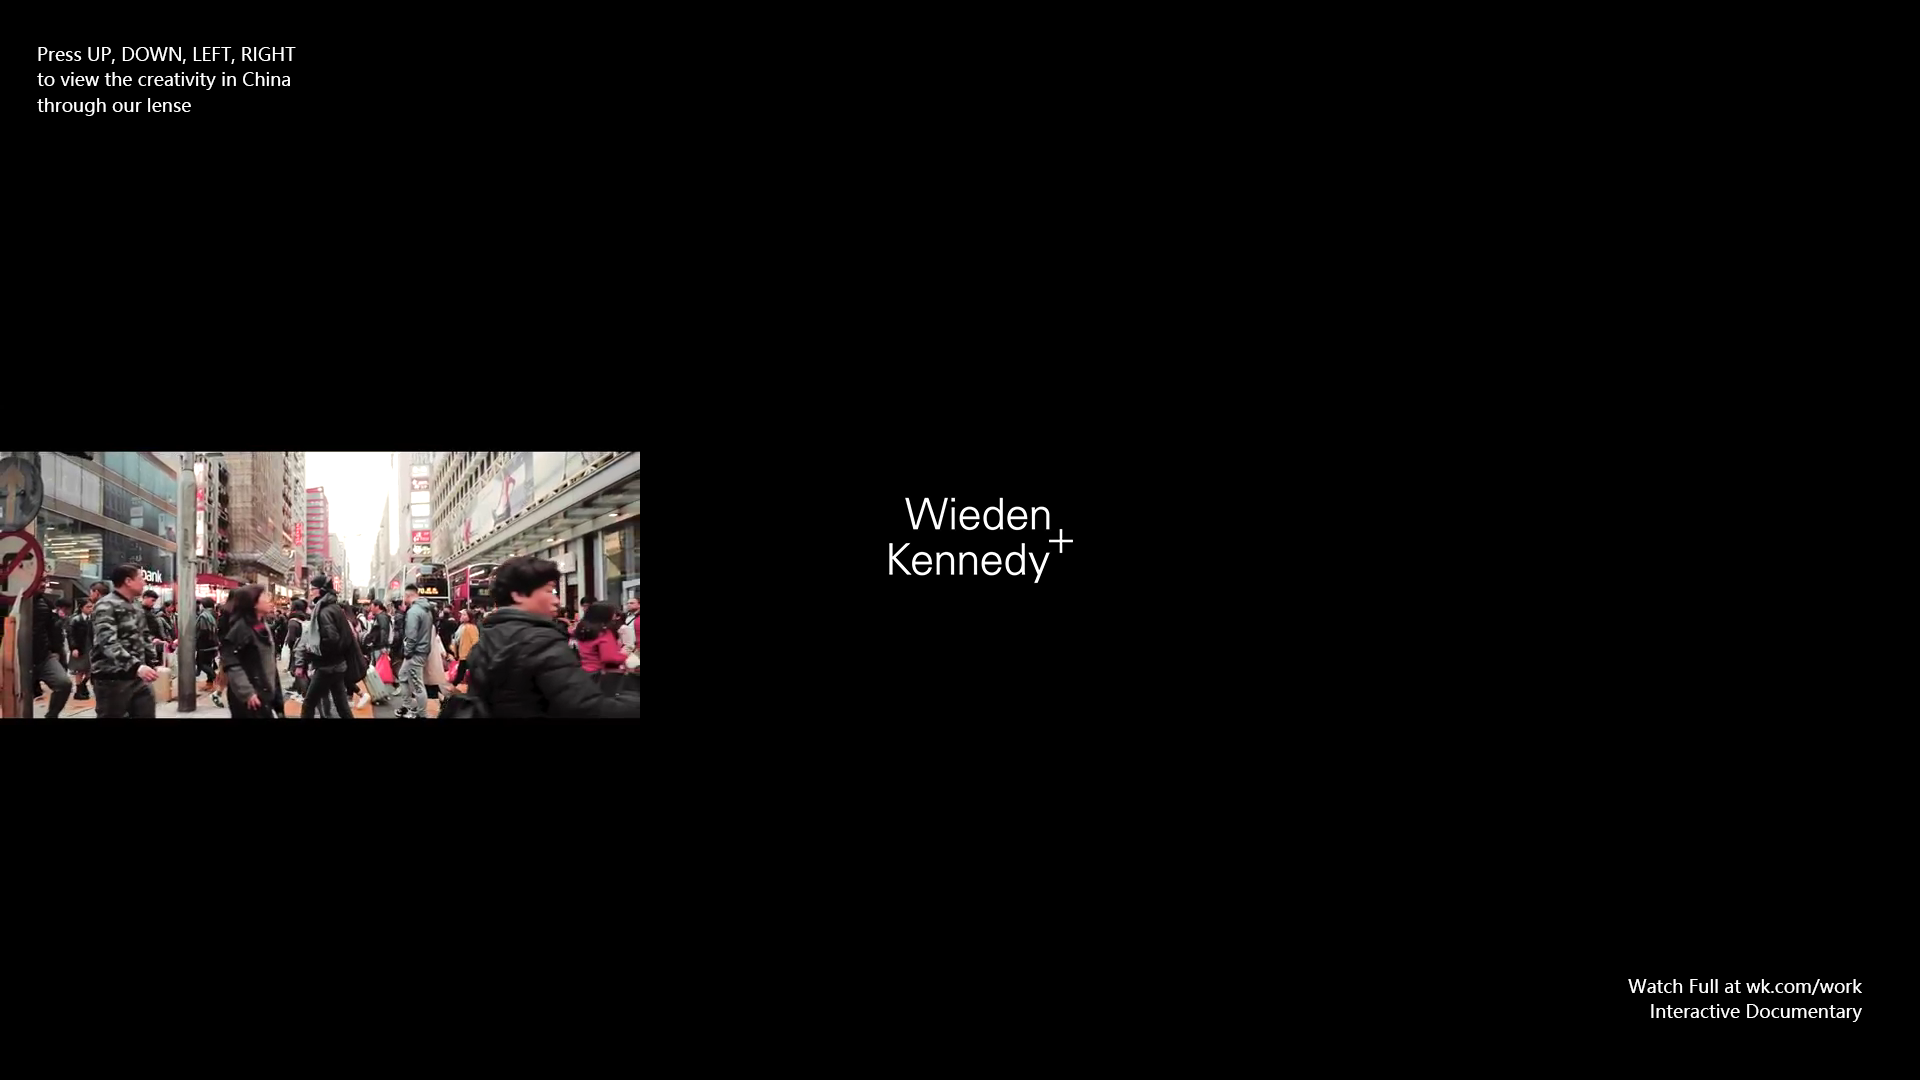 Press UP, DOWN, LEFT, RIGHT
to view the creativity in China
through our lense
bank
Wieden
Kennedy+
Watch Full at wk.com/work
Interactive Documentary